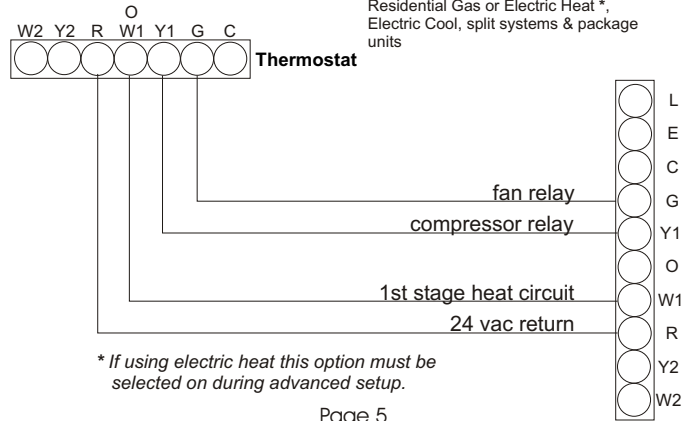 Residential Gas or Electric Heat *,
Electric Cool, split systems & package
units
O
W2 Y2 R W1 Y1 G C
Thermostat
L
E
C
fan relay G
compressor relay Y1
O
1st stage heat circuit W1
24 vac return R
Y2
W2
* If using electric heat this option must be
selected on during advanced setup.
Page 5